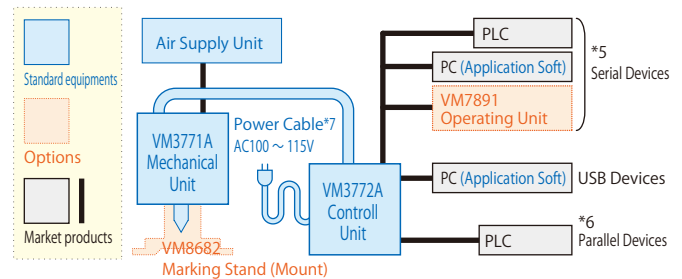 Standard equipments
Options
Market products
Air Supply Unit
VM3771A
Mechanical
Unit
VM8682
Marking Stand (Mount)
Power Cable*7
AC100～115V
VM3772A
Controll
Unit
PLC
PC (Application Soft)
VM7891
Operating Unit
*5
Serial Devices
PC (Application Soft)
USB Devices
PLC
*6
Parallel Devices